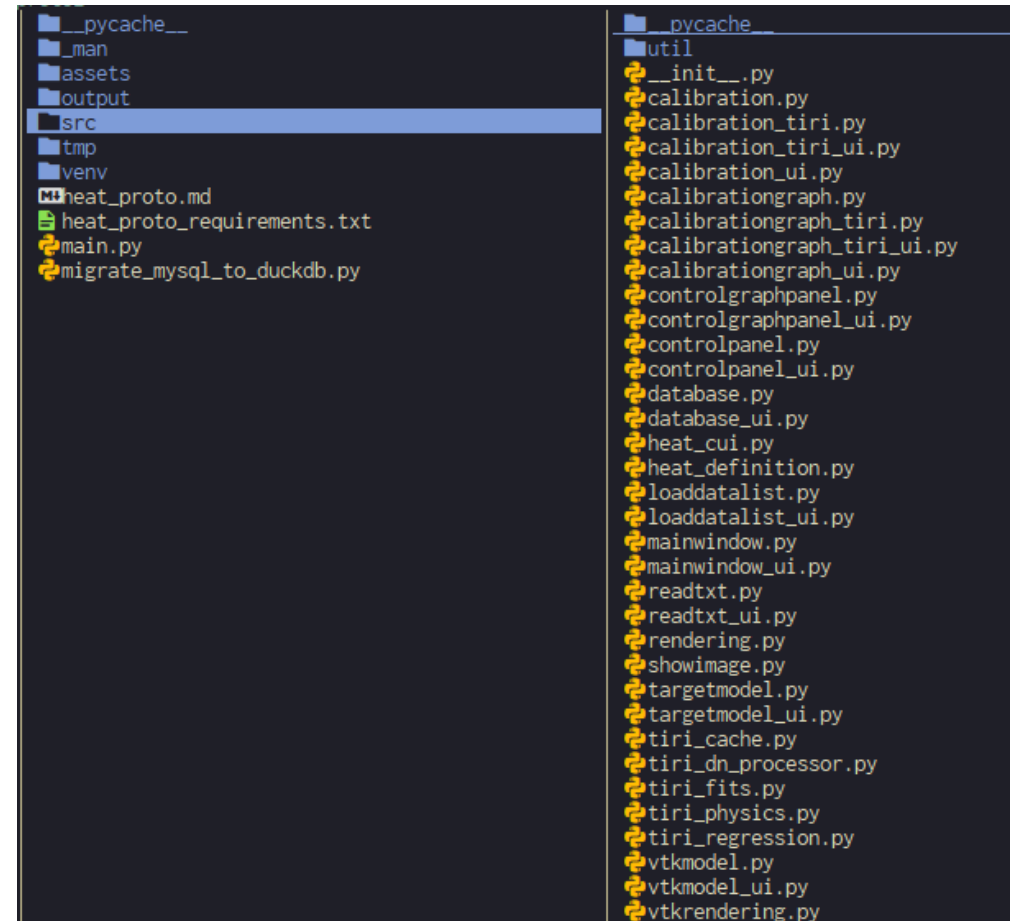 __pycache__
_man
assets
output
src
tmp
venv
heat_proto.md
heat_proto_requirements.txt
main.py
migrate_mysql_to_duckdb.py
__pycache__
util
__init__.py
calibration.py
calibration_tiri.py
calibration_tiri_ui.py
calibration_ui.py
calibrationgraph.py
calibrationgraph_tiri.py
calibrationgraph_tiri_ui.py
calibrationgraph_ui.py
controlgraphpanel.py
controlgraphpanel_ui.py
controlpanel.py
controlpanel_ui.py
database.py
database_ui.py
heat_cui.py
heat_definition.py
loaddatalist.py
loaddatalist_ui.py
mainwindow.py
mainwindow_ui.py
readtxt.py
readtxt_ui.py
rendering.py
showimage.py
targetmodel.py
targetmodel_ui.py
tiri_cache.py
tiri_dn_processor.py
tiri_fits.py
tiri_physics.py
tiri_regression.py
vtkmodel.py
vtkmodel_ui.py
vtkrendering.py